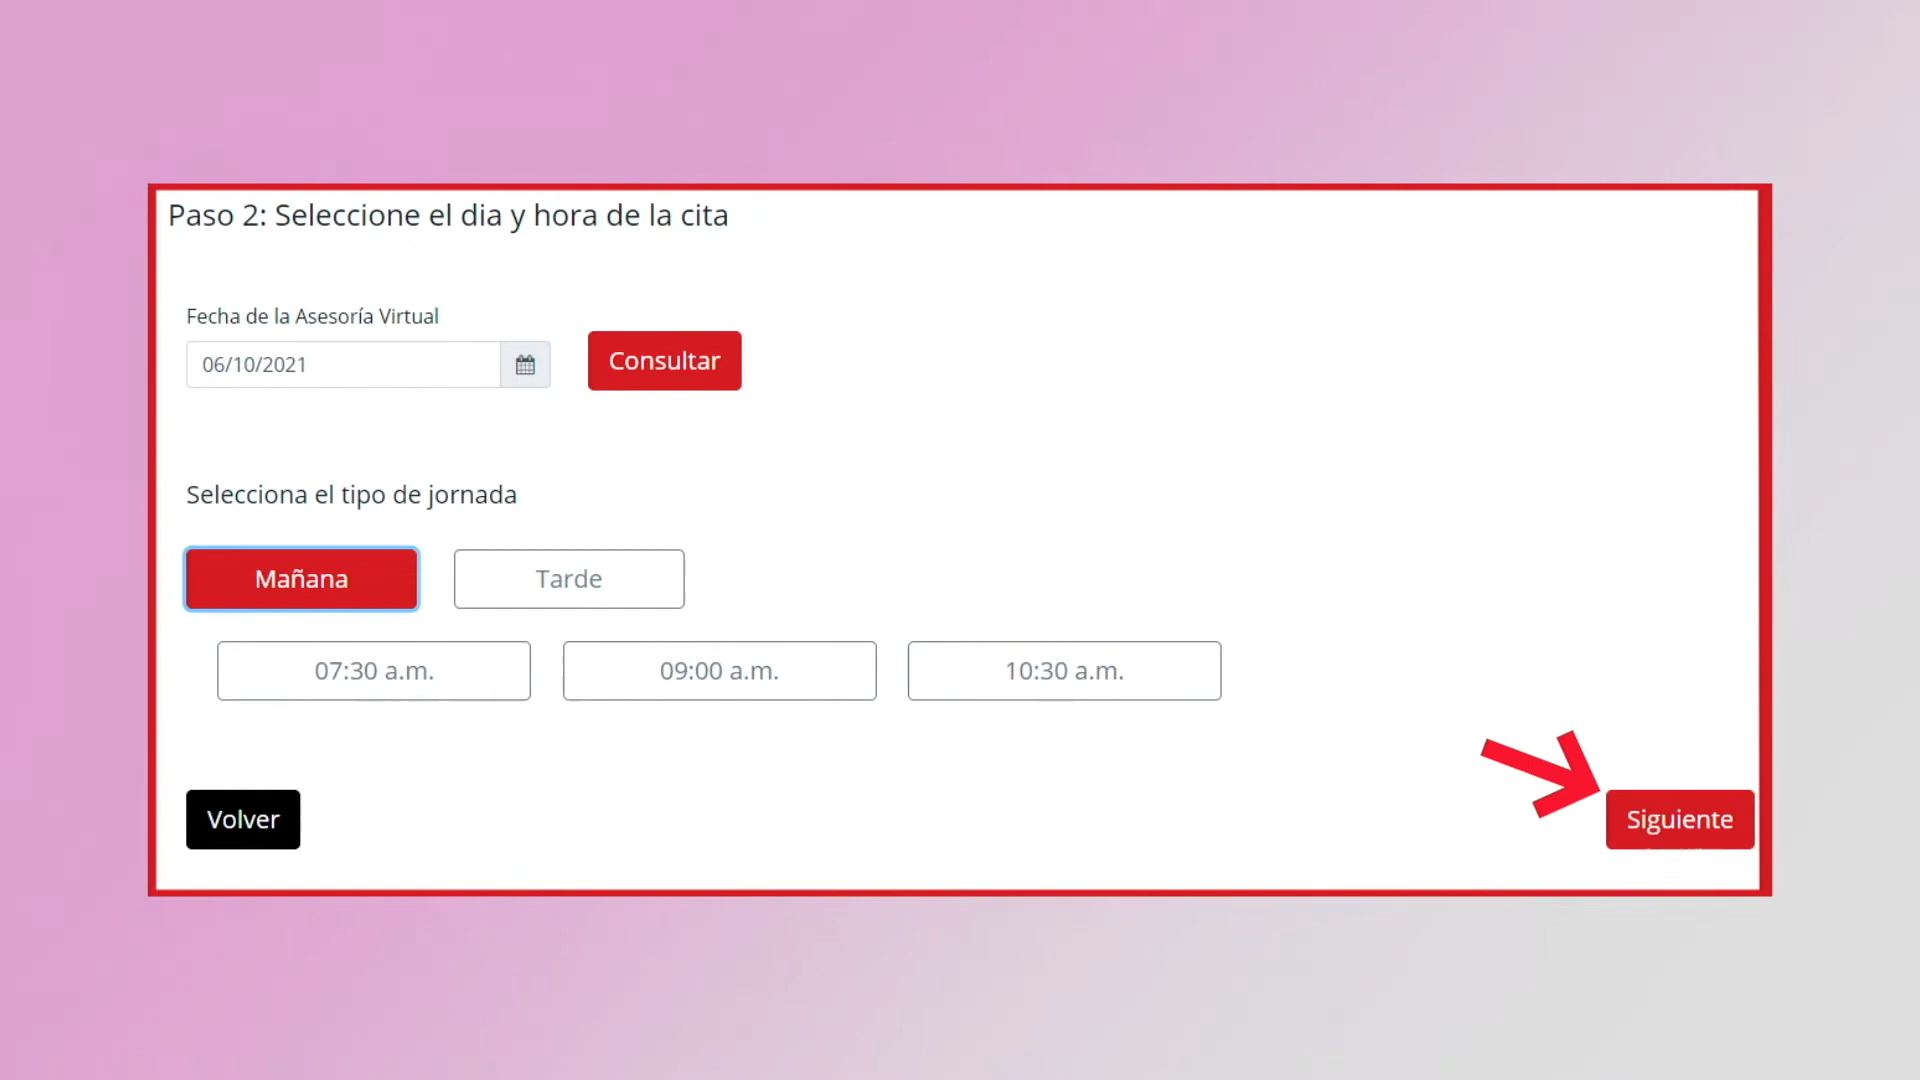 Paso 2: Seleccione el dia y hora de la cita
Fecha de la Asesoría Virtual
06/10/2021
Consultar
Selecciona el tipo de jornada
Mañana
Tarde
07:30 a.m.
09:00 a.m.
10:30 a.m.
Volver
Siguiente